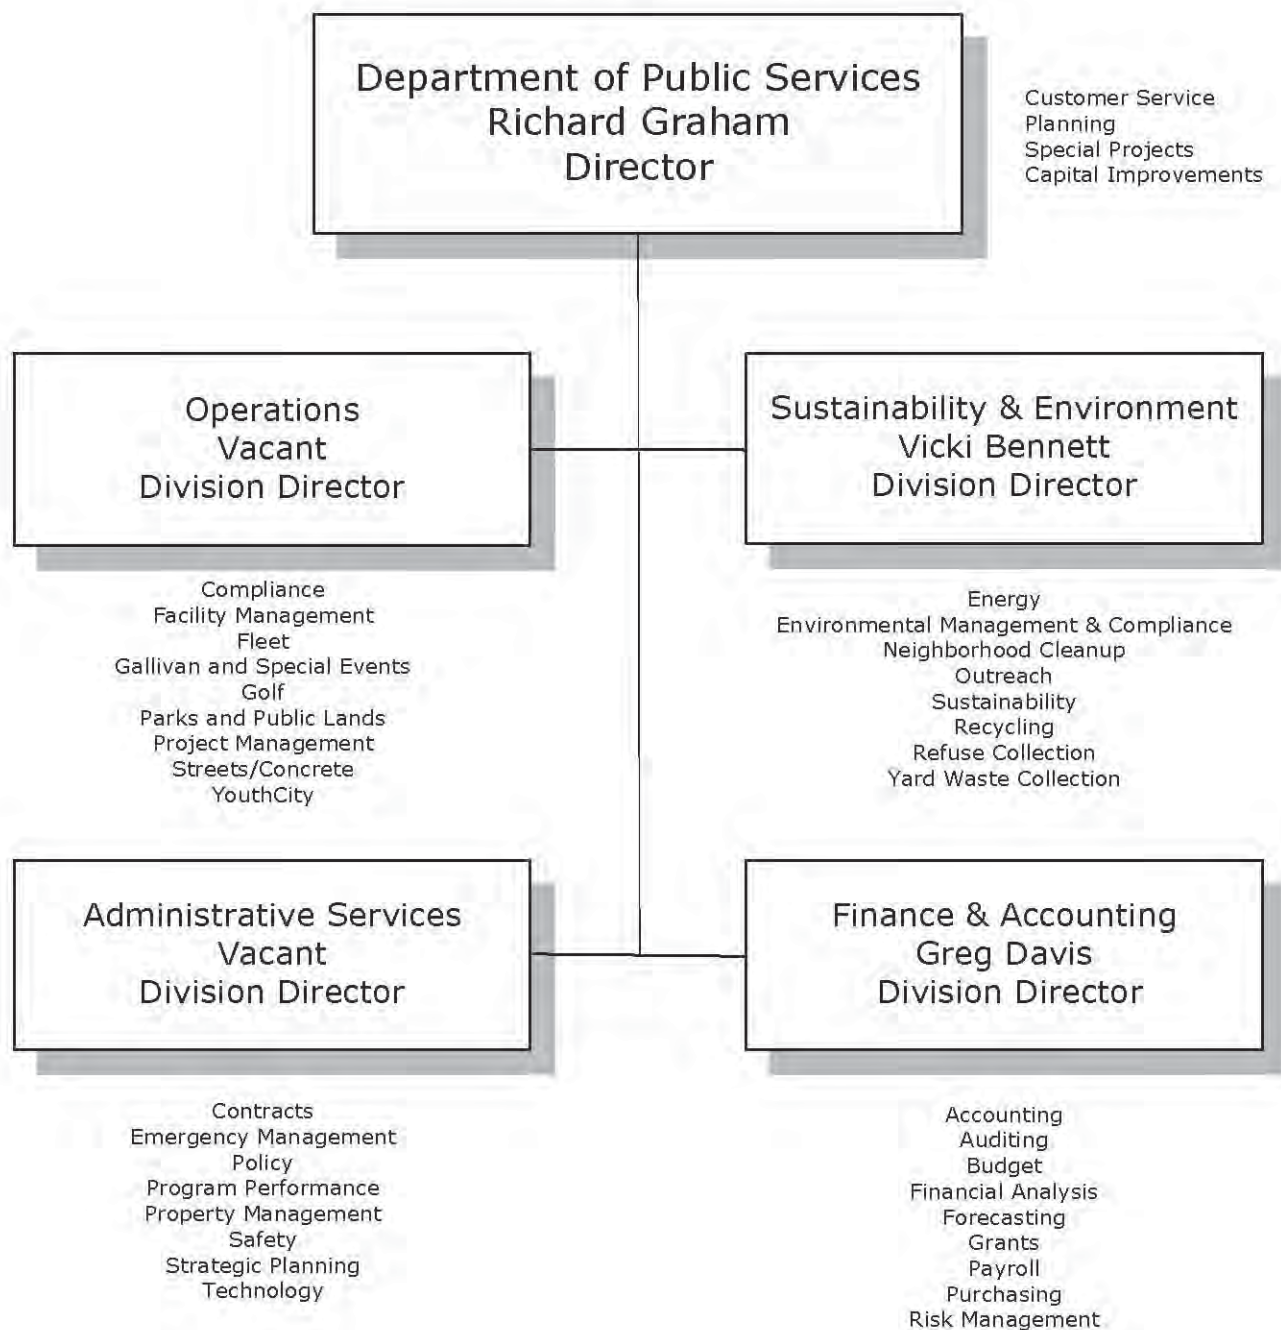 Department of Public Services
Richard Graham
Director
Customer Service
Planning
Special Projects
Capital Improvements
Operations
Vacant
Division Director
Sustainability & Environment
Vicki Bennett
Division Director
Compliance
Facility Management
Fleet
Gallivan and Special Events
Golf
Parks and Public Lands
Project Management
Streets/Concrete
YouthCity
Energy
Environmental Management & Compliance
Neighborhood Cleanup
Outreach
Sustainability
Recycling
Refuse Collection
Yard Waste Collection
Administrative Services
Vacant
Division Director
Finance & Accounting
Greg Davis
Division Director
Contracts
Emergency Management
Policy
Program Performance
Property Management
Safety
Strategic Planning
Technology
Accounting
Auditing
Budget
Financial Analysis
Forecasting
Grants
Payroll
Purchasing
Risk Management